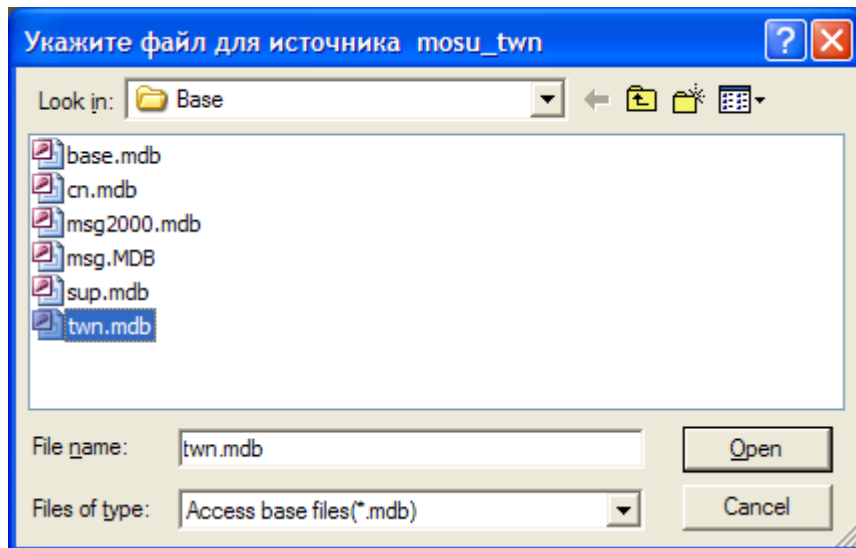 Укажите файл для источника mosu_twn
Look in: Base
base.mdb
cn.mdb
msg2000.mdb
msg.MDB
sup.mdb
twn.mdb
File name: twn.mdb Open
Files of type: Access base files(*.mdb) Cancel